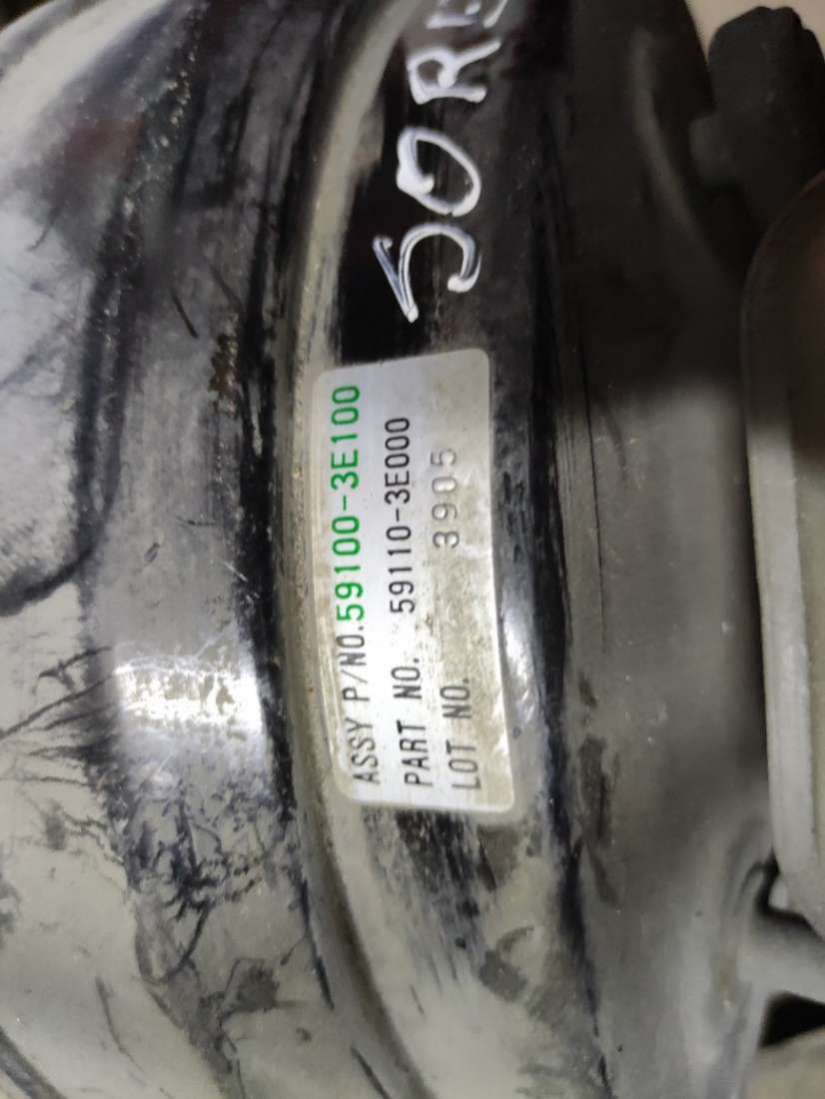 ASSY P/NO.59100-3E100
PART NO. 59110-3E000
LOT NO. 3905